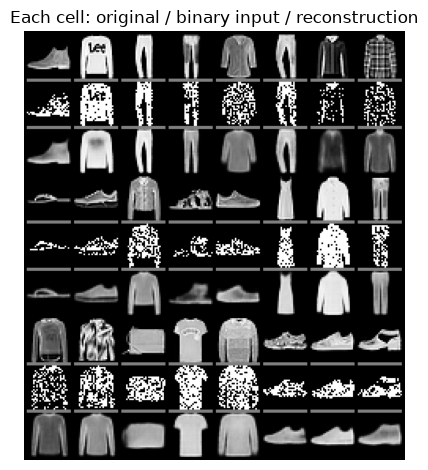 Each cell: original / binary input / reconstruction
Lee